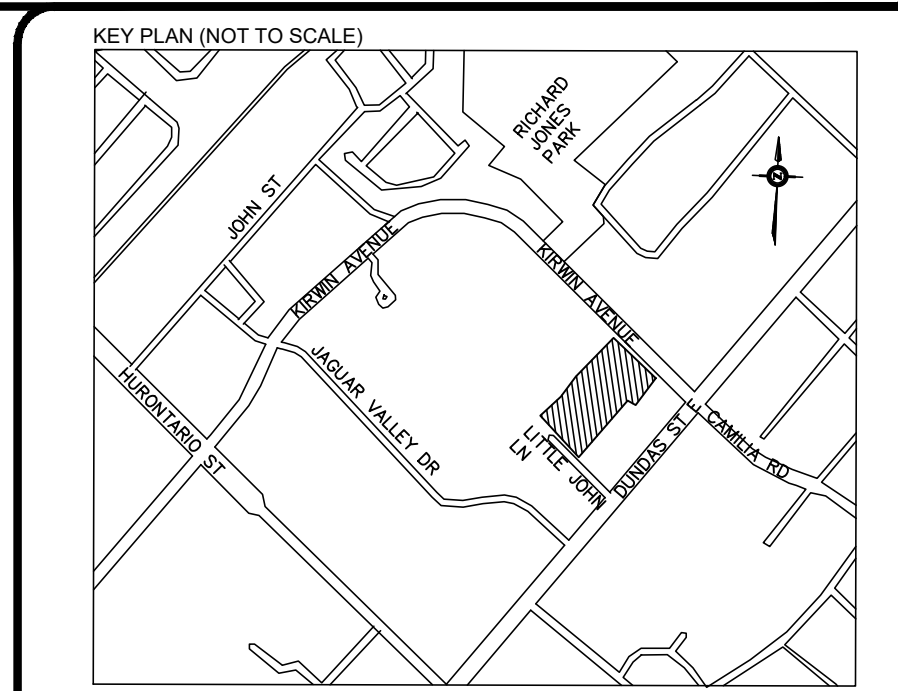 KEY PLAN (NOT TO SCALE)
RICHARD
JONES
PARK
JOHN ST
N
KIRWIN AVENUE
KIRWIN AVENUE
JAGUAR VALLEY DR
HURONTARIO ST
LITTLE JOHN
LN
DUNDAS ST E
CAMILIA RD